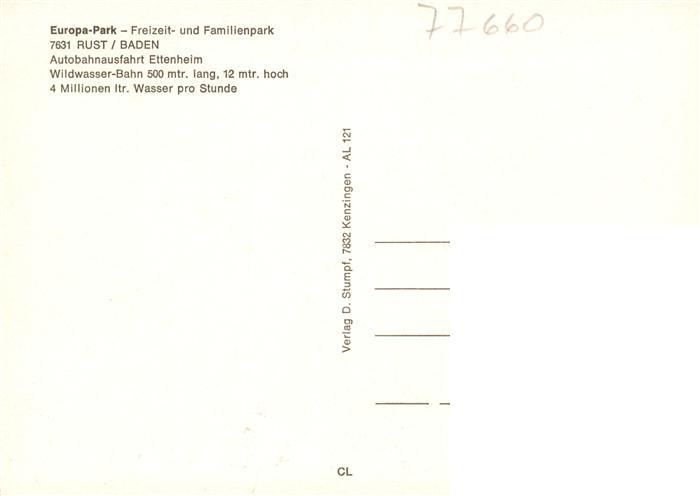 Europa-Park – Freizeit- und Familienpark
7631 RUST / BADEN
Autobahnausfahrt Ettenheim
Wildwasser-Bahn 500 mtr. lang, 12 mtr. hoch
4 Millionen ltr. Wasser pro Stunde
77660
Verlag D. Stumpf, 7832 Kenzingen - AL 121
CL